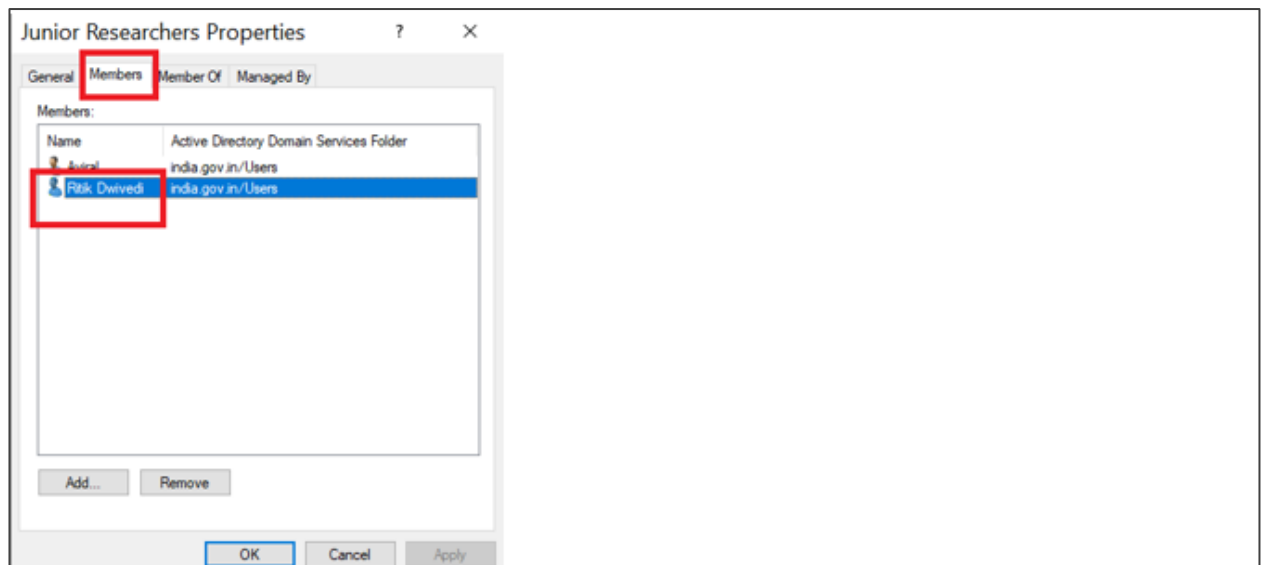 Junior Researchers Properties ? ×
General Members Member Of Managed By
Members:
Name Active Directory Domain Services Folder
Aviral india.gov.in/Users
Ritik Dwivedi india.gov.in/Users
Add... Remove
OK Cancel Apply